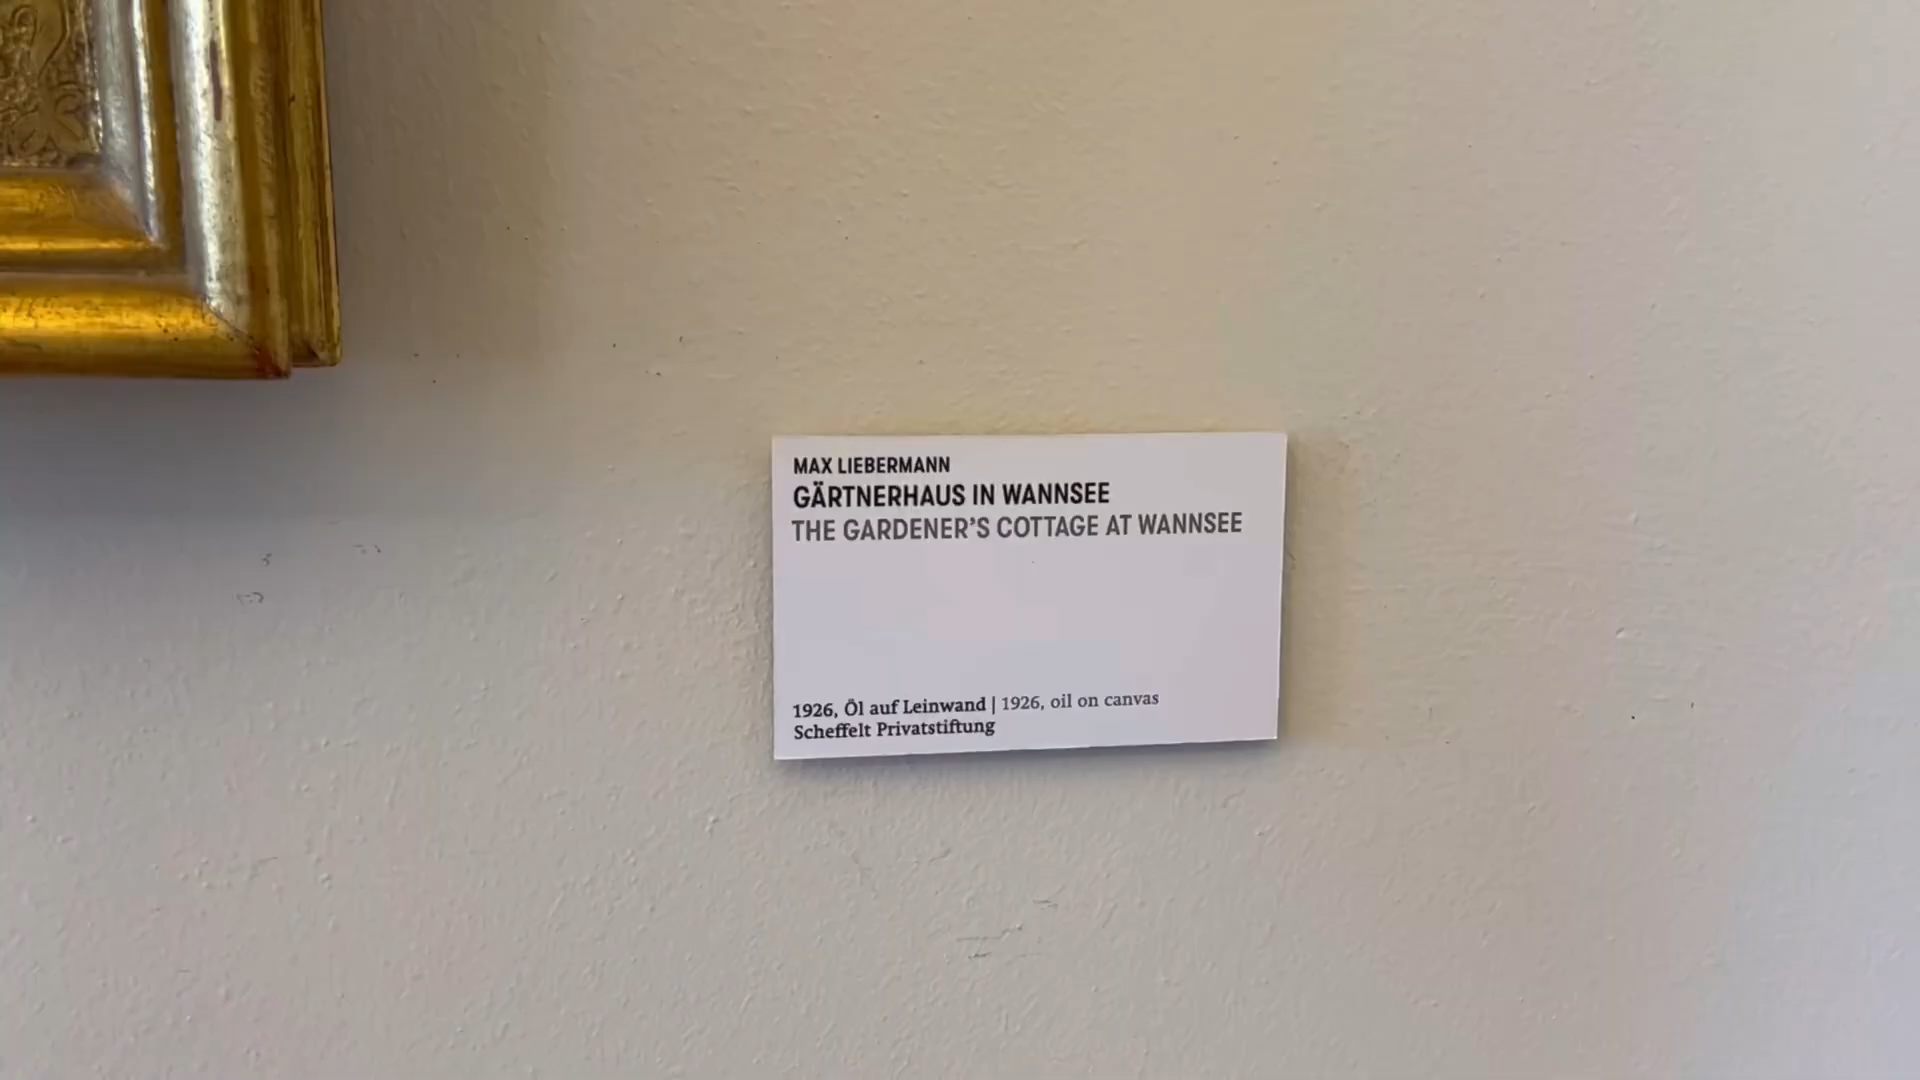 MAX LIEBERMANN
GÄRTNERHAUS IN WANNSEE
THE GARDENER’S COTTAGE AT WANNSEE
1926, Öl auf Leinwand | 1926, oil on canvas
Scheffelt Privatstiftung